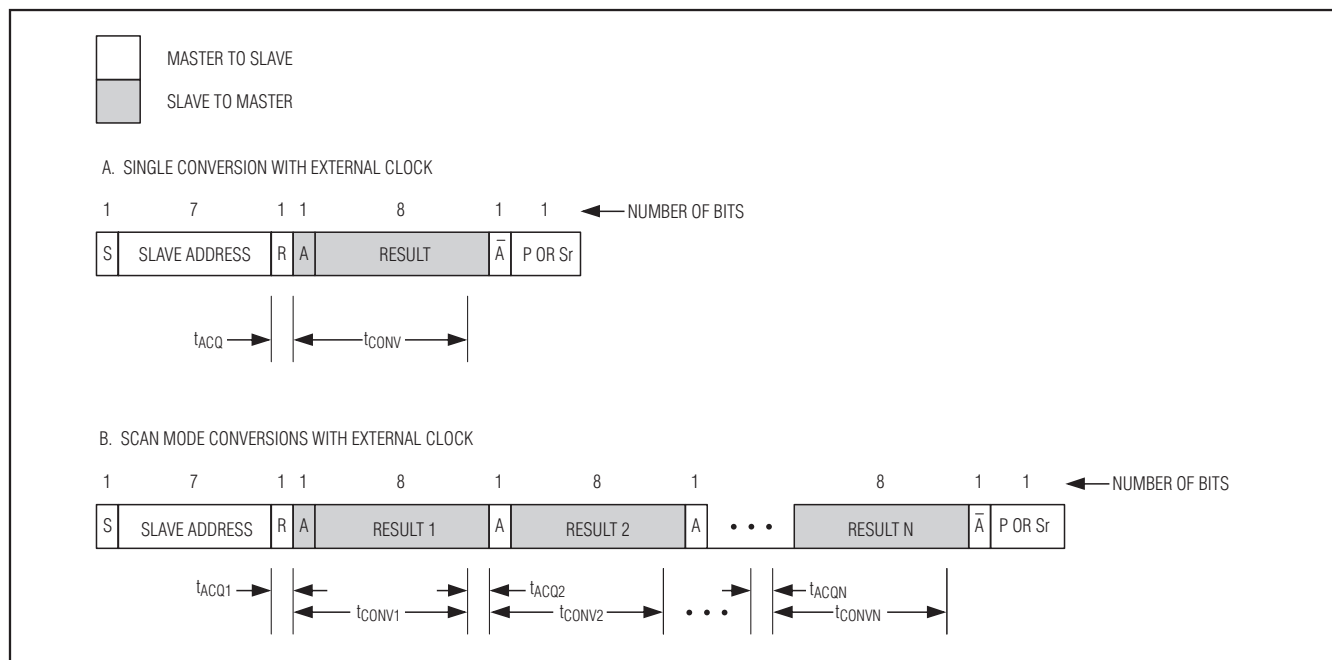 MASTER TO SLAVE
SLAVE TO MASTER
A. SINGLE CONVERSION WITH EXTERNAL CLOCK
1 7 1 1 8 1 1 NUMBER OF BITS
S SLAVE ADDRESS R A RESULT A̅ P OR Sr
tACQ tCONV
B. SCAN MODE CONVERSIONS WITH EXTERNAL CLOCK
1 7 1 1 8 1 8 1 8 1 1 NUMBER OF BITS
S SLAVE ADDRESS R A RESULT 1 A RESULT 2 A • • • RESULT N A̅ P OR Sr
tACQ1 tACQ2 tACQN
tCONV1 tCONV2 • • • tCONVN